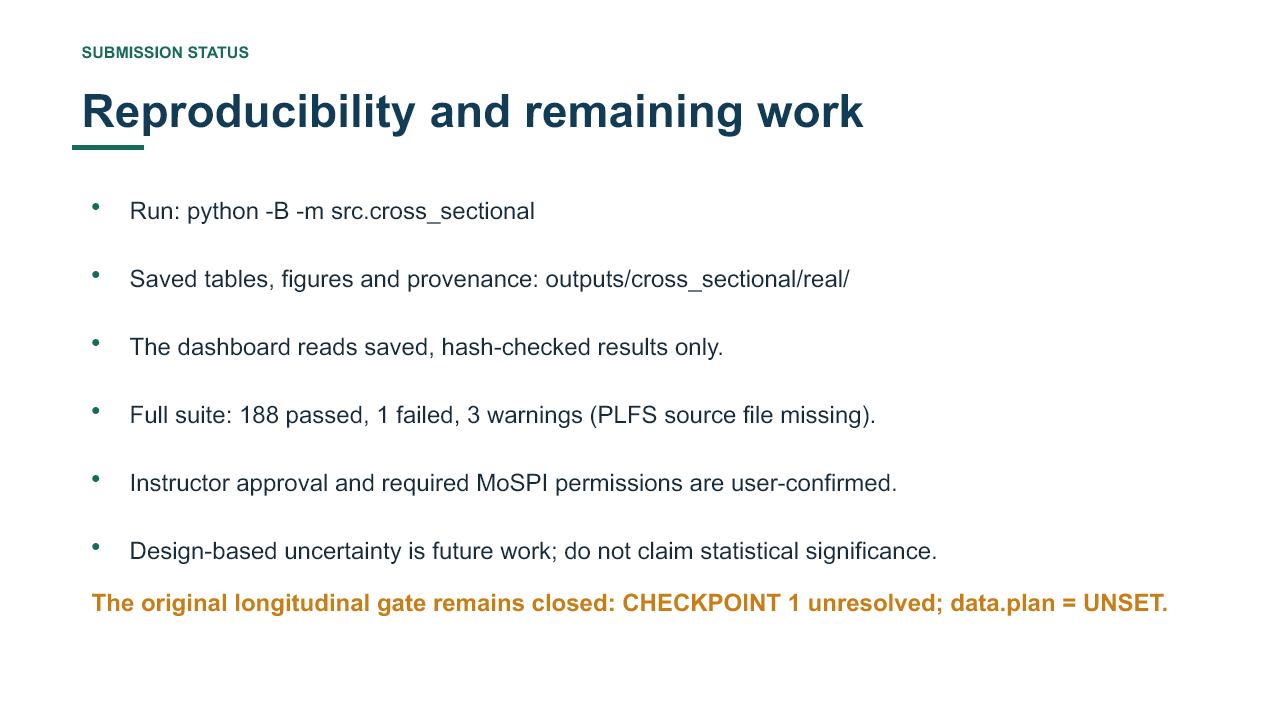 SUBMISSION STATUS
Reproducibility and remaining work
• Run: python -B -m src.cross_sectional
• Saved tables, figures and provenance: outputs/cross_sectional/real/
• The dashboard reads saved, hash-checked results only.
• Full suite: 188 passed, 1 failed, 3 warnings (PLFS source file missing).
• Instructor approval and required MoSPI permissions are user-confirmed.
• Design-based uncertainty is future work; do not claim statistical significance.
The original longitudinal gate remains closed: CHECKPOINT 1 unresolved; data.plan = UNSET.